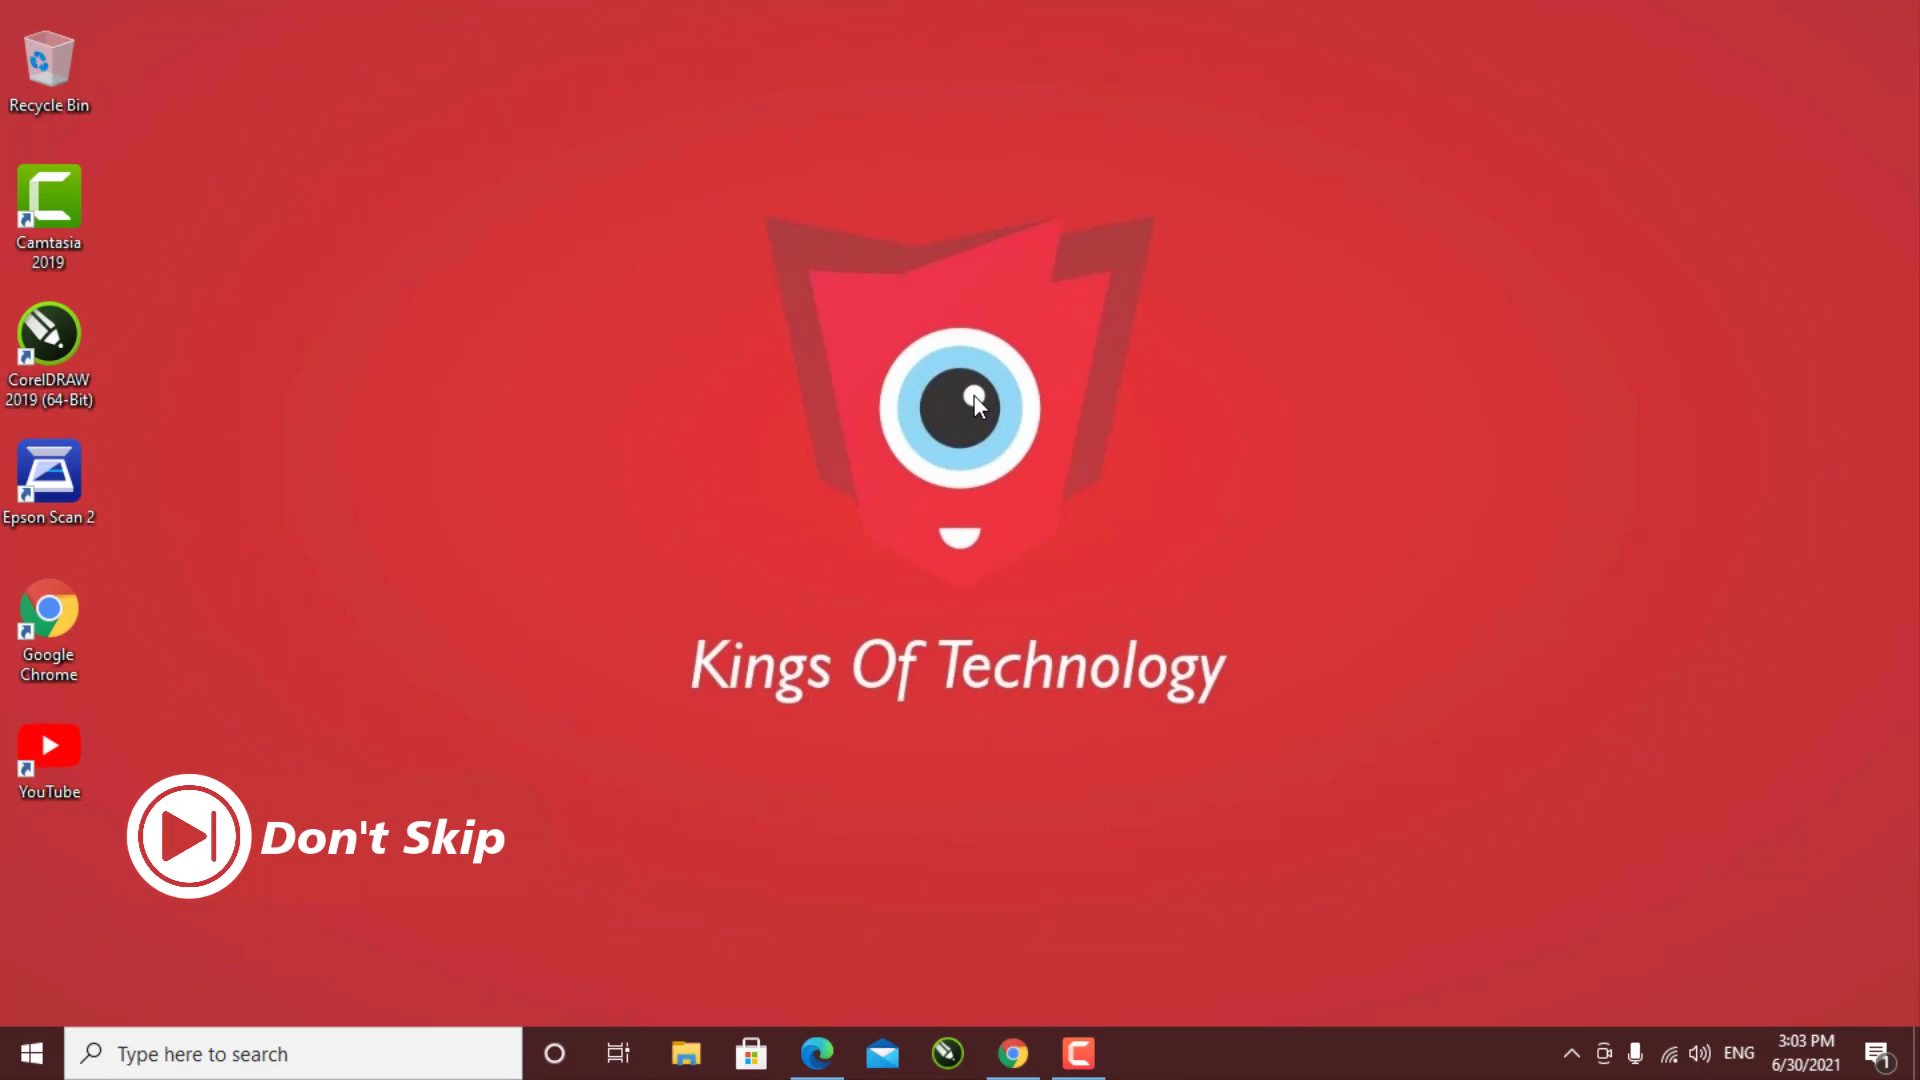 Recycle Bin
Camtasia
2019
CorelDRAW
2019 (64-Bit)
Epson Scan 2
Google
Chrome
YouTube
Kings Of Technology
Don't Skip
Type here to search
ENG
3:03 PM
6/30/2021
1